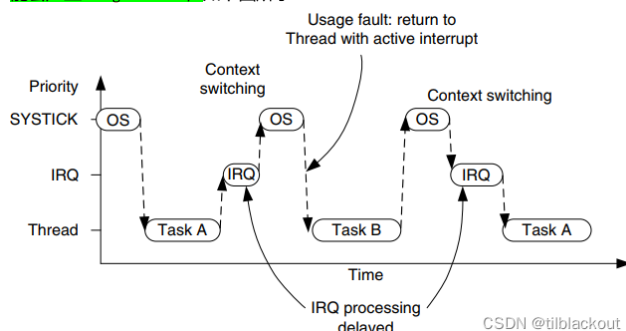 Usage fault: return to
Thread with active interrupt
Context
switching
Context switching
Priority
SYSTICK
OS
OS
OS
IRQ
IRQ
IRQ
Thread
Task A
Task B
Task A
Time
IRQ processing
delayed
CSDN @tilblackout